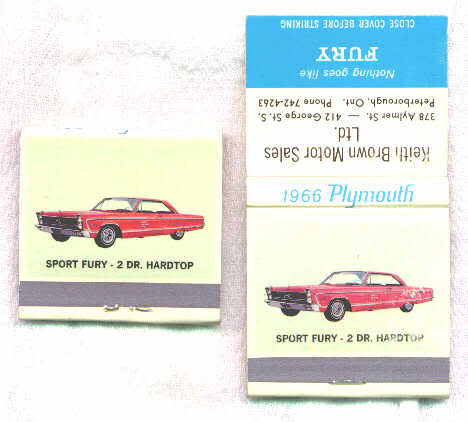 SPORT FURY - 2 DR. HARDTOP
CLOSE COVER BEFORE STRIKING
Nothing goes like
FURY
378 Aylmer St. — 412 George St. S.
Peterborough, Ont. Phone 742-4263
Keith Brown Motor Sales
Ltd.
1966 Plymouth
SPORT FURY - 2 DR. HARDTOP